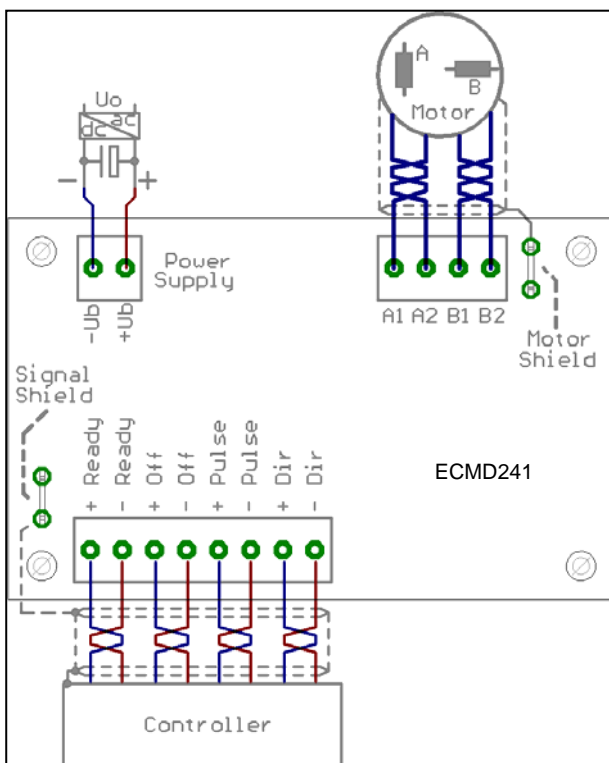 Uo
dc ac
A
B
Motor
− +
Power
Supply
-Ub
+Ub
A1 A2 B1 B2
Motor
Shield
Signal
Shield
+ Ready
- Ready
+ Off
- Off
+ Pulse
- Pulse
+ Dir
- Dir
ECMD241
Controller